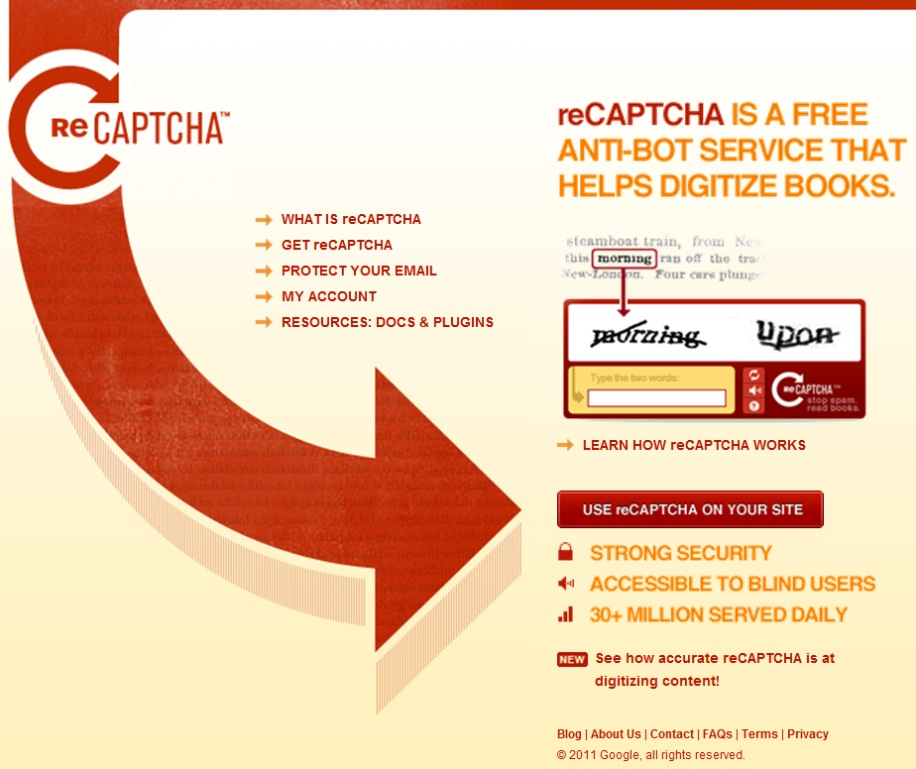 reCAPTCHA™
WHAT IS reCAPTCHA
GET reCAPTCHA
PROTECT YOUR EMAIL
MY ACCOUNT
RESOURCES: DOCS & PLUGINS
reCAPTCHA IS A FREE
ANTI-BOT SERVICE THAT
HELPS DIGITIZE BOOKS.
steamboat train, from New
this morning ran off the trac
New-London. Four cars plunge
morning upon
Type the two words:
reCAPTCHA™
stop spam.
read books.
LEARN HOW reCAPTCHA WORKS
USE reCAPTCHA ON YOUR SITE
STRONG SECURITY
ACCESSIBLE TO BLIND USERS
30+ MILLION SERVED DAILY
NEW See how accurate reCAPTCHA is at
digitizing content!
Blog | About Us | Contact | FAQs | Terms | Privacy
© 2011 Google, all rights reserved.